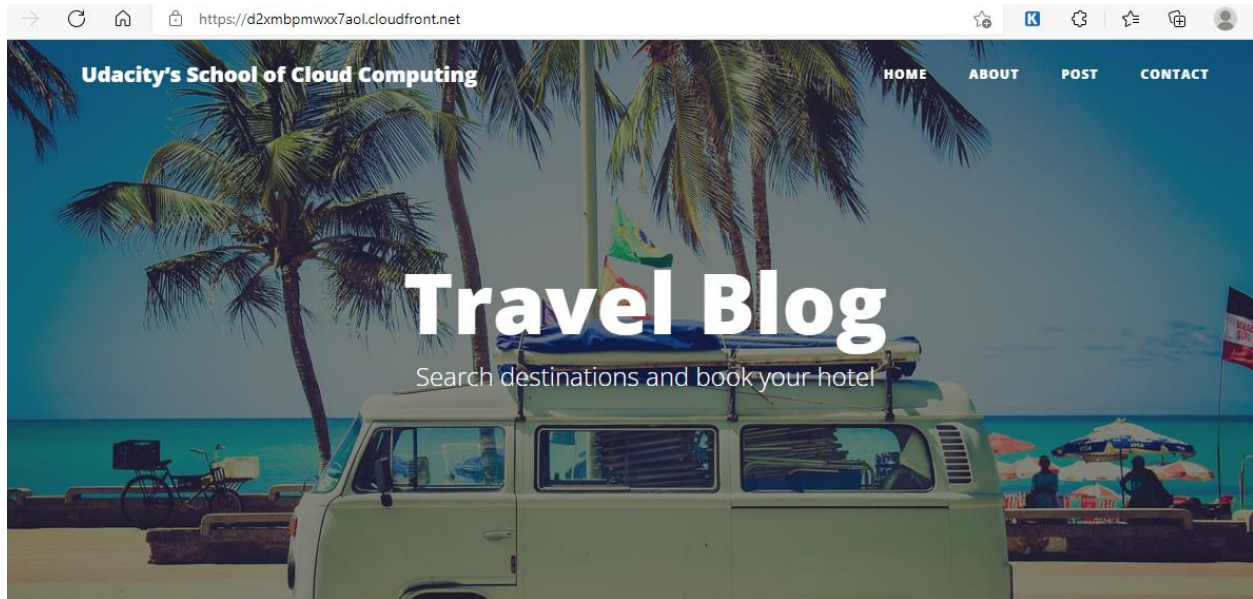 https://d2xmbpmwxx7aol.cloudfront.net
K
Udacity's School of Cloud Computing
HOME ABOUT POST CONTACT
Travel Blog
Search destinations and book your hotel
VISA